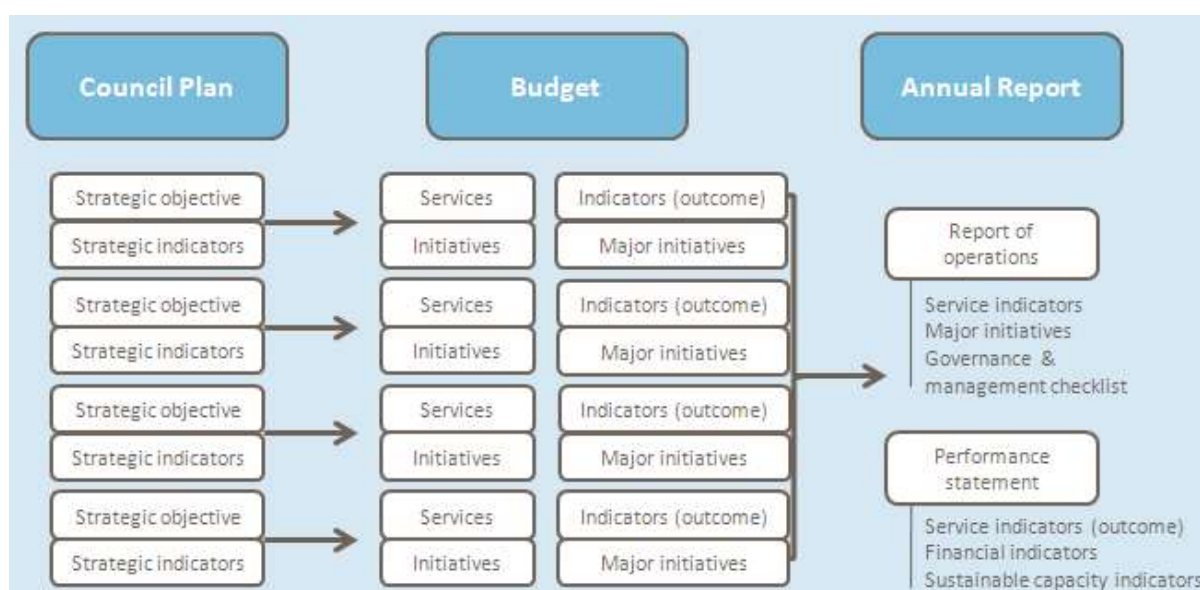 Council Plan
Budget
Annual Report
Strategic objective
Strategic indicators
Strategic objective
Strategic indicators
Strategic objective
Strategic indicators
Strategic objective
Strategic indicators
Services
Initiatives
Services
Initiatives
Services
Initiatives
Services
Initiatives
Indicators (outcome)
Major initiatives
Indicators (outcome)
Major initiatives
Indicators (outcome)
Major initiatives
Indicators (outcome)
Major initiatives
Report of
operations
Service indicators
Major initiatives
Governance &
management checklist
Performance
statement
Service indicators (outcome)
Financial indicators
Sustainable capacity indicators